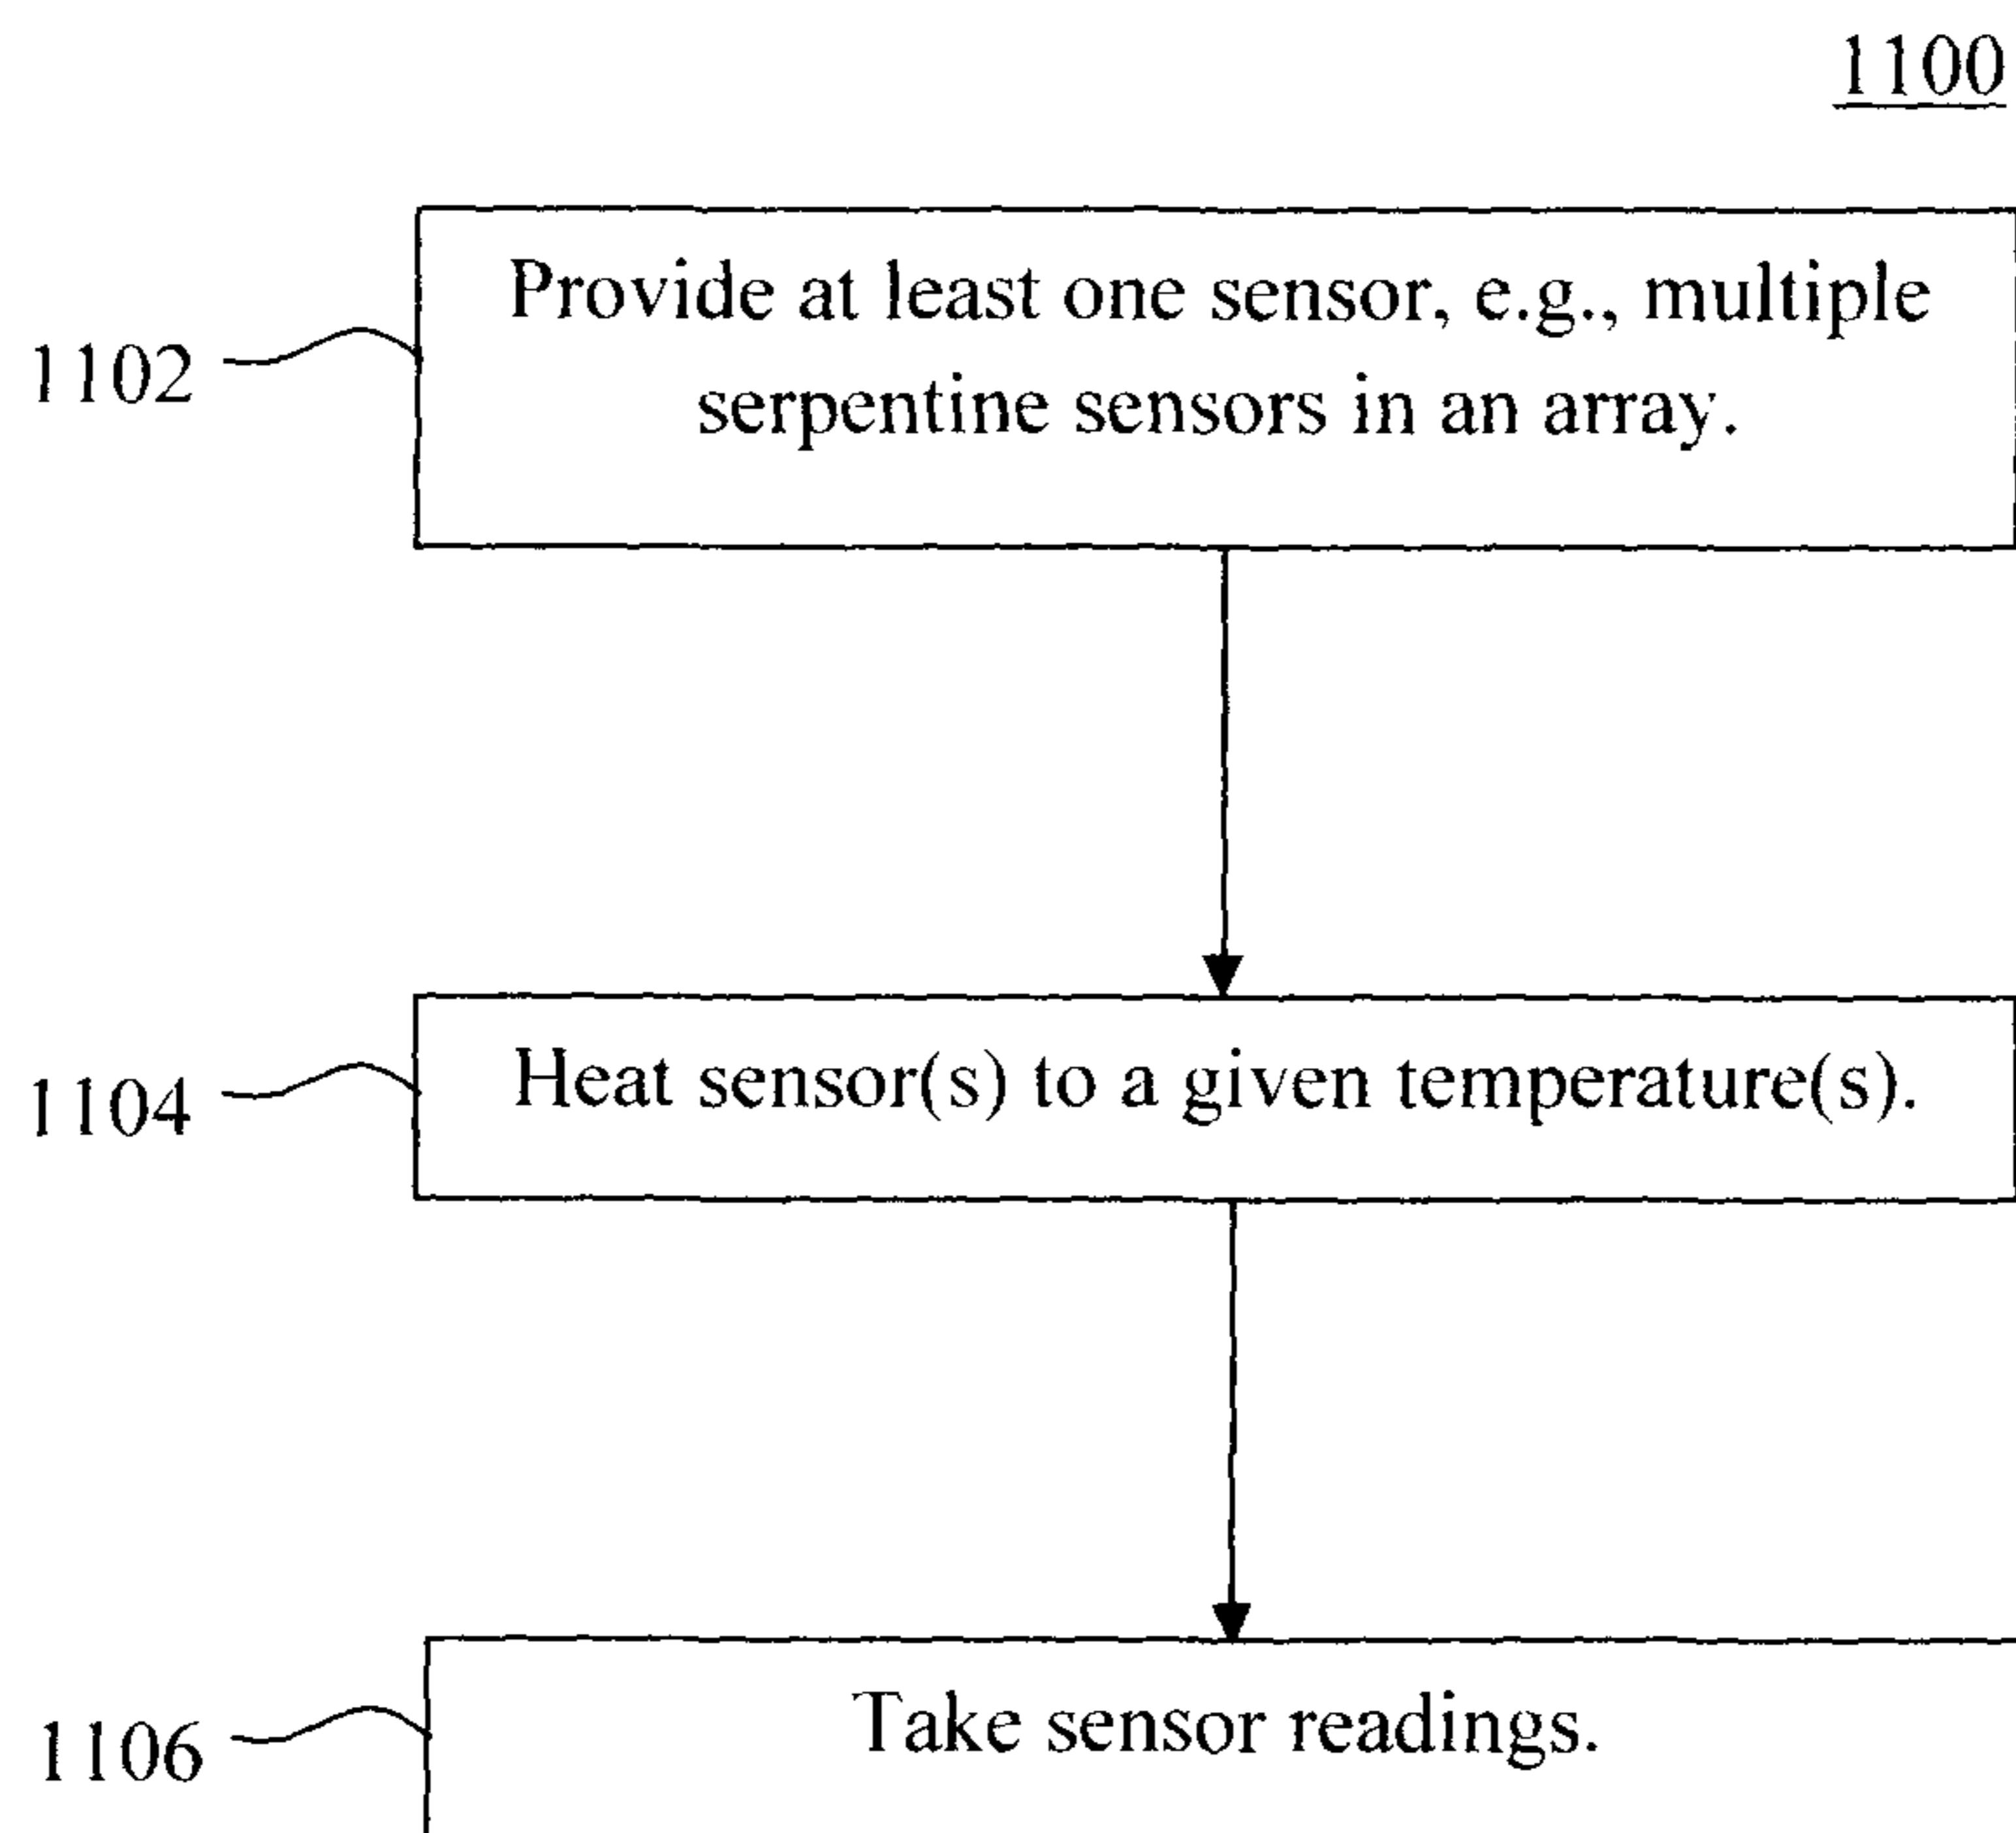 1100
Provide at least one sensor, e.g., multiple
serpentine sensors in an array.
1102
Heat sensor(s) to a given temperature(s).
1104
Take sensor readings.
1106